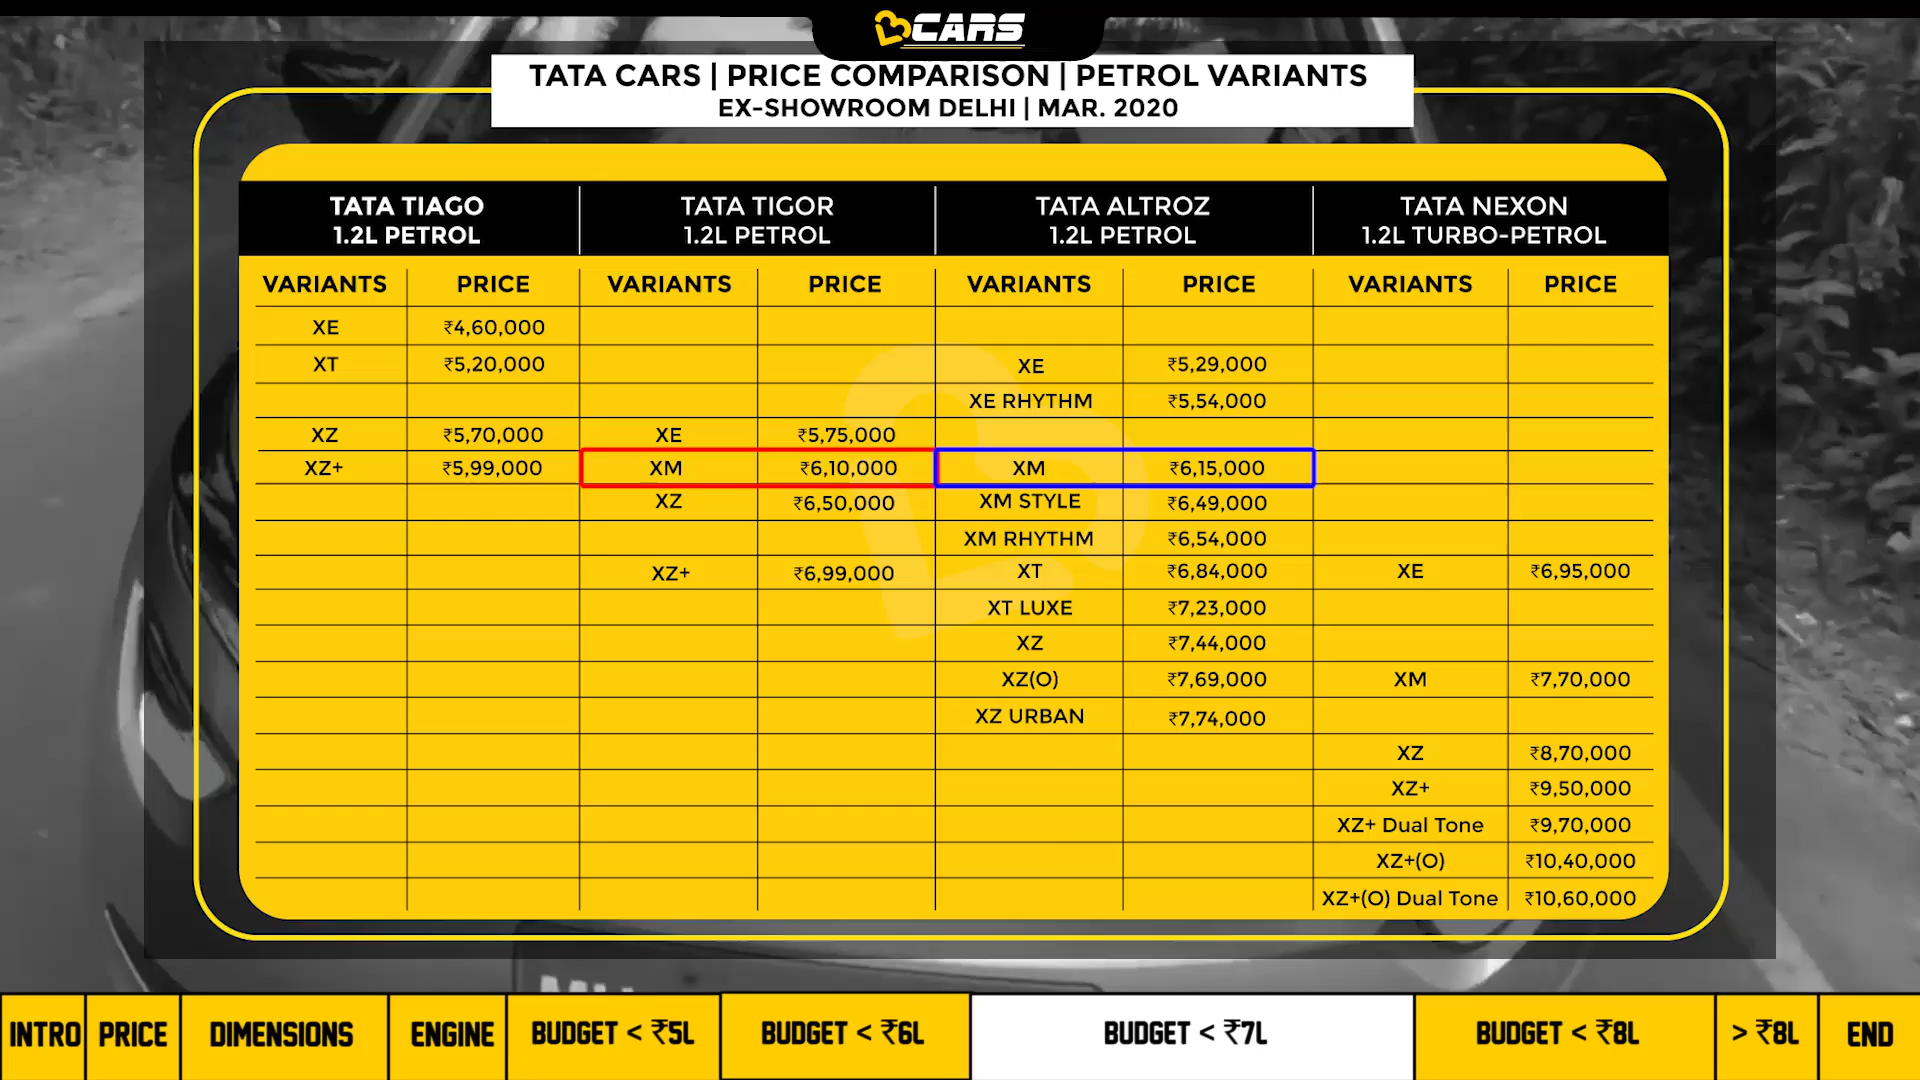 CARS
TATA CARS | PRICE COMPARISON | PETROL VARIANTS
EX-SHOWROOM DELHI | MAR. 2020
TATA TIAGO TATA TIGOR TATA ALTROZ TATA NEXON
1.2L PETROL 1.2L PETROL 1.2L PETROL 1.2L TURBO-PETROL
VARIANTS PRICE VARIANTS PRICE VARIANTS PRICE VARIANTS PRICE
XE ₹4,60,000
XT ₹5,20,000 XE ₹5,29,000
XE RHYTHM ₹5,54,000
XZ ₹5,70,000 XE ₹5,75,000
XZ+ ₹5,99,000 XM ₹6,10,000 XM ₹6,15,000
XZ ₹6,50,000 XM STYLE ₹6,49,000
XM RHYTHM ₹6,54,000
XZ+ ₹6,99,000 XT ₹6,84,000 XE ₹6,95,000
XT LUXE ₹7,23,000
XZ ₹7,44,000
XZ(O) ₹7,69,000 XM ₹7,70,000
XZ URBAN ₹7,74,000
XZ ₹8,70,000
XZ+ ₹9,50,000
XZ+ Dual Tone ₹9,70,000
XZ+(O) ₹10,40,000
XZ+(O) Dual Tone ₹10,60,000
INTRO PRICE DIMENSIONS ENGINE BUDGET < ₹5L BUDGET < ₹6L BUDGET < ₹7L BUDGET < ₹8L > ₹8L END